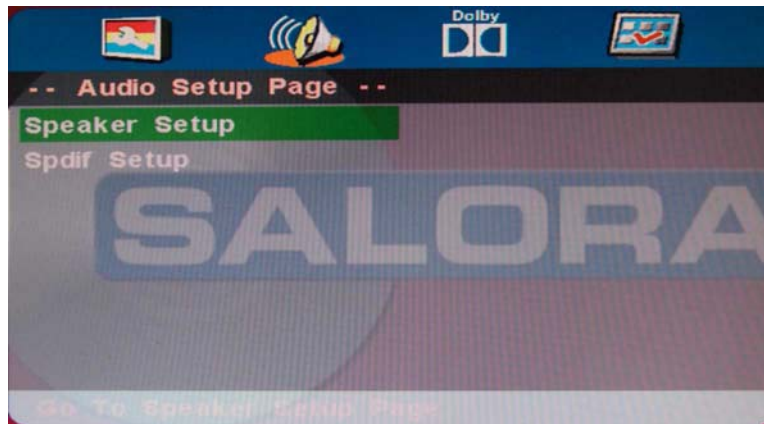 Dolby
-- Audio Setup Page --
Speaker Setup
Spdif Setup
SALORA
Go To Speaker Setup Page